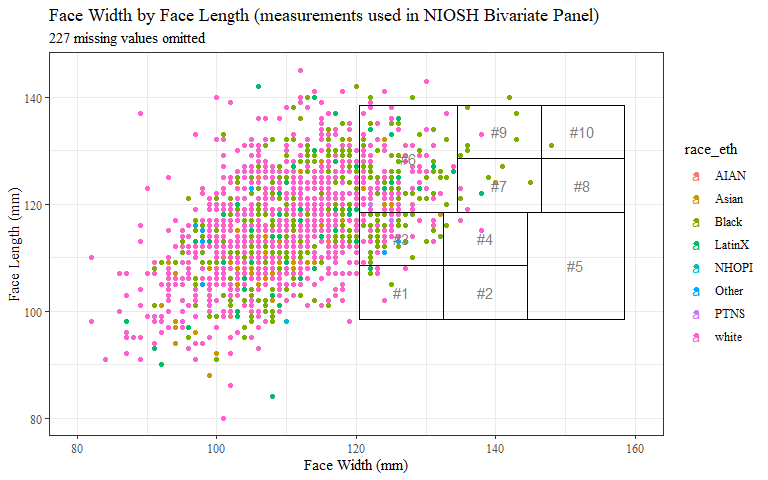 Face Width by Face Length (measurements used in NIOSH Bivariate Panel)
227 missing values omitted
Face Length (mm)
140
120
100
80
#9
#10
#6
#7
#8
#3
#4
#5
#1
#2
80
100
120
140
160
Face Width (mm)
race_eth
AIAN
Asian
Black
LatinX
NHOPI
Other
PTNS
white